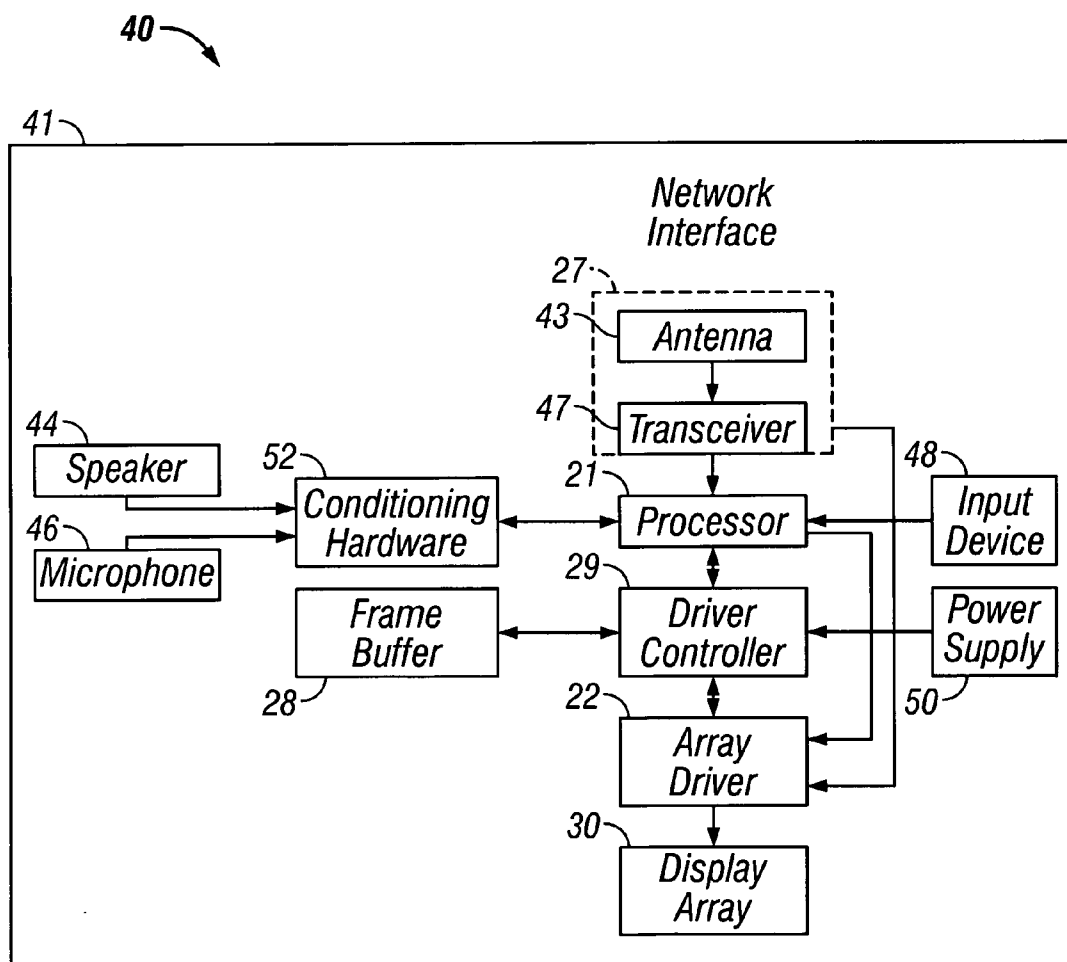 40
41
Network
Interface
27
43
Antenna
47
Transceiver
44
Speaker
52
Conditioning
Hardware
21
Processor
48
Input
Device
46
Microphone
29
Driver
Controller
Frame
Buffer
28
Power
Supply
50
22
Array
Driver
30
Display
Array